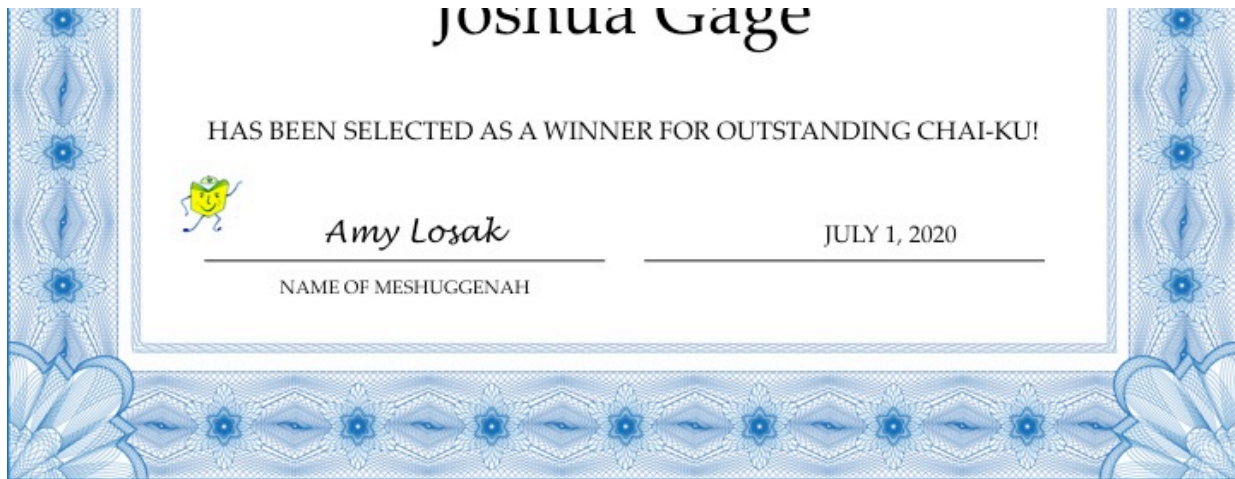 Joshua Gage
HAS BEEN SELECTED AS A WINNER FOR OUTSTANDING CHAI-KU!
Amy Losak
JULY 1, 2020
NAME OF MESHUGGENAH